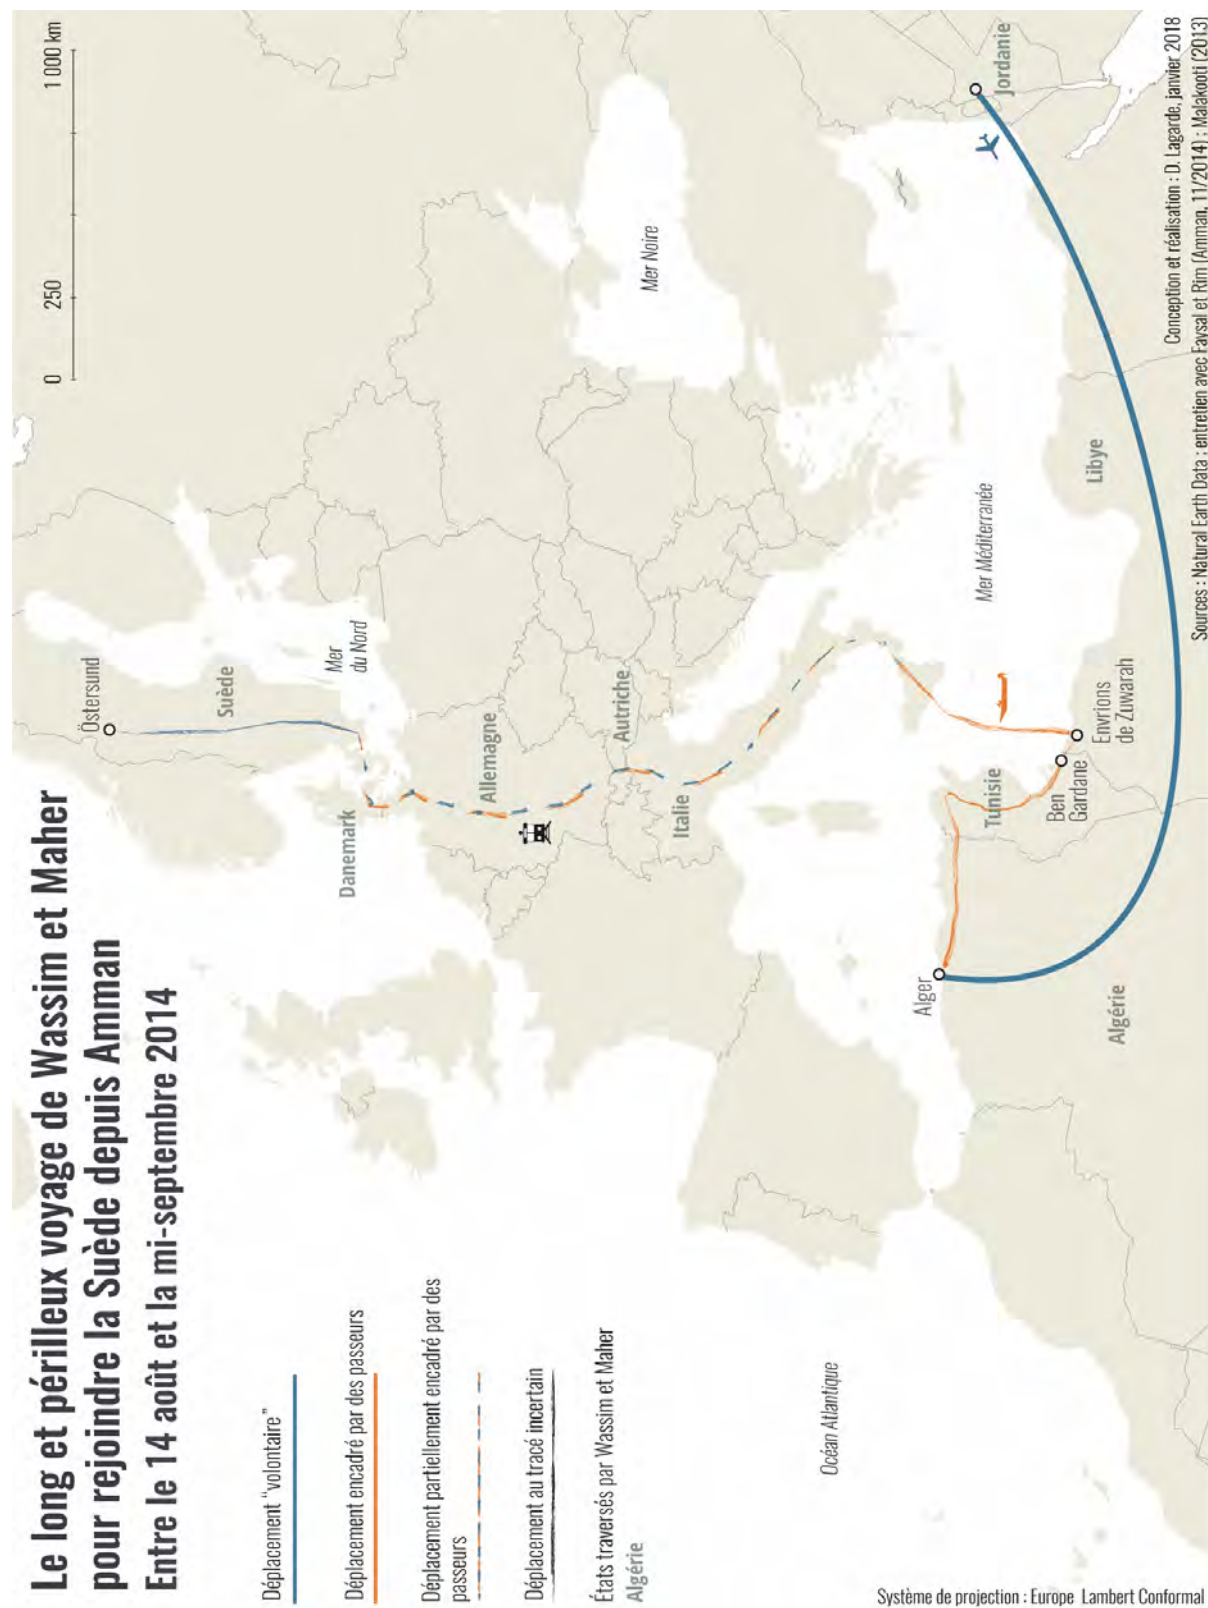 Le long et périlleux voyage de Wassim et Maher
pour rejoindre la Suède depuis Amman
Entre le 14 août et la mi-septembre 2014
0 250 1 000 km
Déplacement “volontaire”
Déplacement encadré par des passeurs
Déplacement partiellement encadré par des
passeurs
Déplacement au tracé incertain
États traversés par Wassim et Maher
Algérie
Östersund
Suède
Mer
du Nord
Danemark
Allemagne
Autriche
Italie
Mer Noire
Mer Méditerranée
Océan Atlantique
Alger
Algérie
Tunisie
Ben
Gardane
Envrions
de Zuwarah
Libye
Jordanie
Système de projection : Europe Lambert Conformal
Conception et réalisation : D. Lagarde, janvier 2018
Sources : Natural Earth Data ; entretien avec Faysal et Rim (Amman, 11/2014) ; Malakooti (2013)